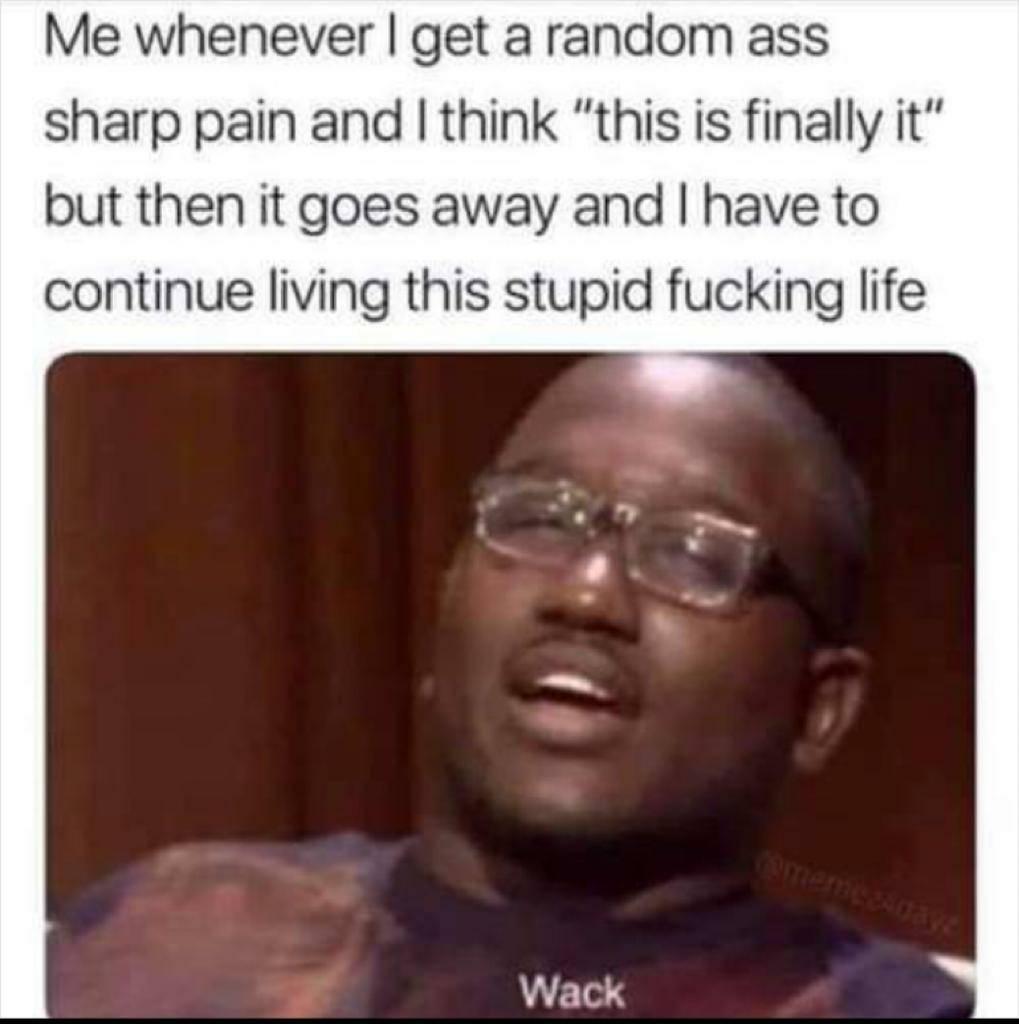 Me whenever I get a random ass
sharp pain and I think "this is finally it"
but then it goes away and I have to
continue living this stupid fucking life
Wack